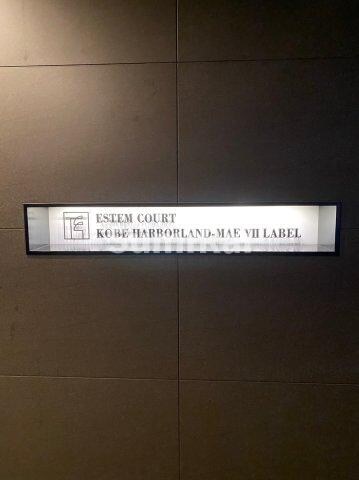 ESTEM COURT
KOBE HARBORLAND-MAE VII LABEL